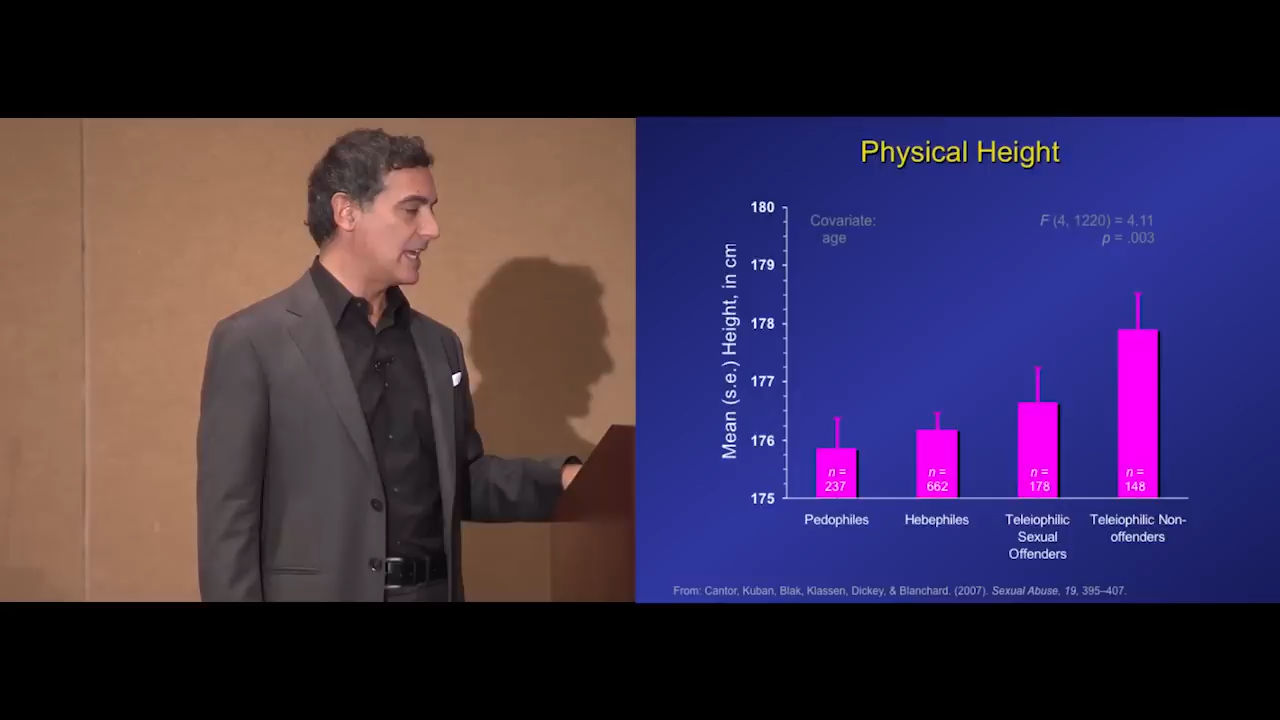 Physical Height
180
179
178
177
176
175
Mean (s.e.) Height, in cm
Covariate:
age
F (4, 1220) = 4.11
p = .003
n =
237
n =
662
n =
178
n =
148
Pedophiles
Hebephiles
Teleiophilic
Sexual
Offenders
Teleiophilic Non-
offenders
From: Cantor, Kuban, Blak, Klassen, Dickey, & Blanchard. (2007). Sexual Abuse, 19, 395–407.